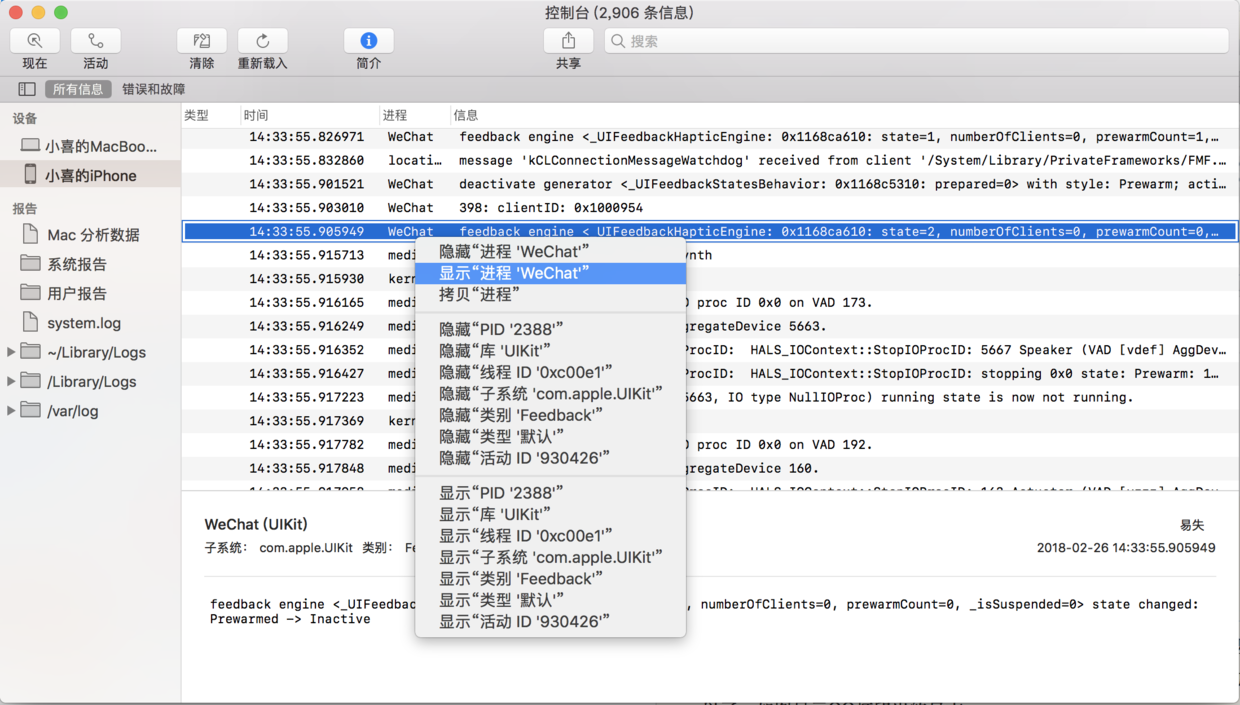 控制台 (2,906 条信息)
现在 活动 清除 重新载入 简介 共享 搜索
所有信息 错误和故障
设备
小喜的MacBoo...
小喜的iPhone
报告
Mac 分析数据
系统报告
用户报告
system.log
~/Library/Logs
/Library/Logs
/var/log
类型 时间 进程 信息
14:33:55.826971 WeChat feedback engine <_UIFeedbackHapticEngine: 0x1168ca610: state=1, numberOfClients=0, prewarmCount=1,…
14:33:55.832860 locati… message 'kCLConnectionMessageWatchdog' received from client '/System/Library/PrivateFrameworks/FMF.…
14:33:55.901521 WeChat deactivate generator <_UIFeedbackStatesBehavior: 0x1168c5310: prepared=0> with style: Prewarm; acti…
14:33:55.903010 WeChat 398: clientID: 0x1000954
14:33:55.905949 WeChat feedback engine <_UIFeedbackHapticEngine: 0x1168ca610: state=2, numberOfClients=0, prewarmCount=0,…
14:33:55.915713 medi ynth
14:33:55.915930 kern
14:33:55.916165 medi proc ID 0x0 on VAD 173.
14:33:55.916249 medi gregateDevice 5663.
14:33:55.916352 medi ProcID: HALS_IOContext::StopIOProcID: 5667 Speaker (VAD [vdef] AggDev…
14:33:55.916427 medi ProcID: HALS_IOContext::StopIOProcID: stopping 0x0 state: Prewarm: 1…
14:33:55.917223 medi 5663, IO type NullIOProc) running state is now not running.
14:33:55.917369 kern
14:33:55.917782 medi proc ID 0x0 on VAD 192.
14:33:55.917848 medi gregateDevice 160.
隐藏“进程 'WeChat'”
显示“进程 'WeChat'”
拷贝“进程”
隐藏“PID '2388'”
隐藏“库 'UIKit'”
隐藏“线程 ID '0xc00e1'”
隐藏“子系统 'com.apple.UIKit'”
隐藏“类别 'Feedback'”
隐藏“类型 '默认'”
隐藏“活动 ID '930426'”
显示“PID '2388'”
显示“库 'UIKit'”
显示“线程 ID '0xc00e1'”
显示“子系统 'com.apple.UIKit'”
显示“类别 'Feedback'”
显示“类型 '默认'”
显示“活动 ID '930426'”
WeChat (UIKit) 易失
子系统： com.apple.UIKit 类别： Fe 2018-02-26 14:33:55.905949
feedback engine <_UIFeedbac , numberOfClients=0, prewarmCount=0, _isSuspended=0> state changed:
Prewarmed -> Inactive